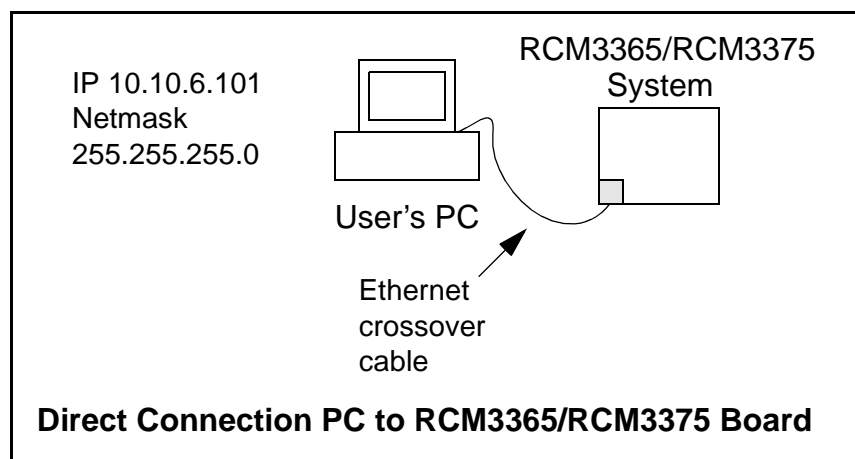 IP 10.10.6.101
Netmask
255.255.255.0
RCM3365/RCM3375
System
User's PC
Ethernet
crossover
cable
Direct Connection PC to RCM3365/RCM3375 Board